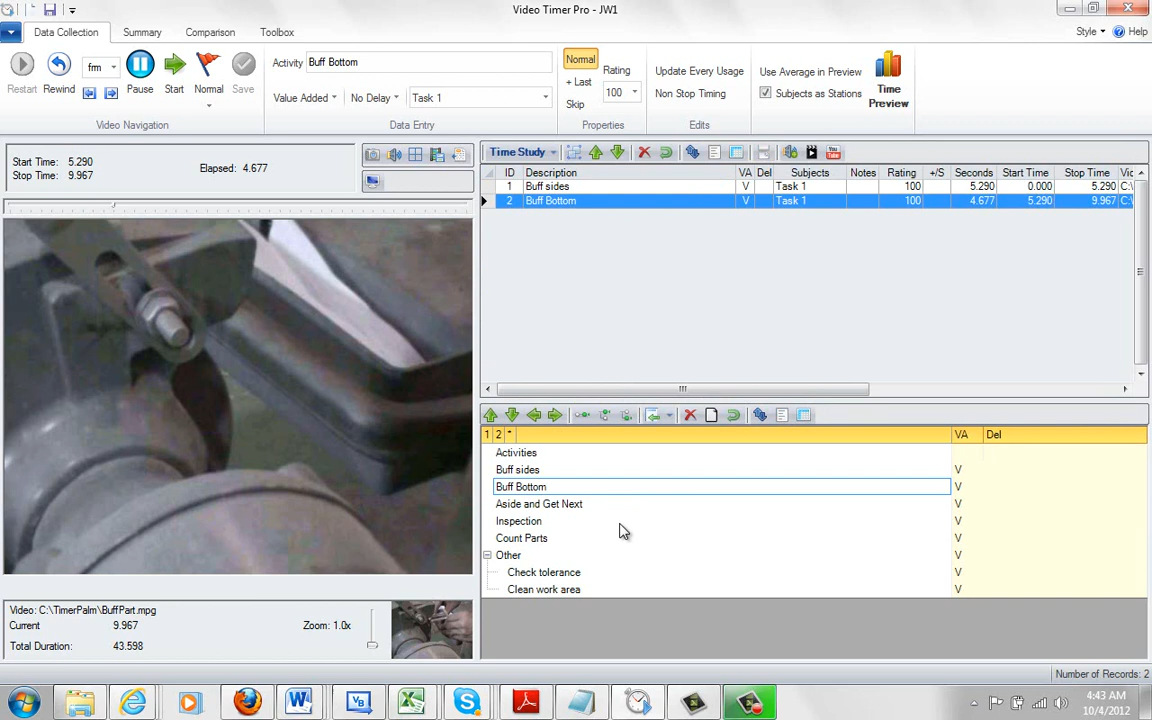 Video Timer Pro - JW1
Data Collection Summary Comparison Toolbox Style Help
Restart Rewind fm Pause Start Normal Save
Video Navigation
Activity Buff Bottom
Value Added No Delay Task 1
Data Entry
Normal
+ Last
Skip
Rating
100
Properties
Update Every Usage
Non Stop Timing
Edits
Use Average in Preview
Subjects as Stations
Time
Preview
Start Time: 5.290
Stop Time: 9.967
Elapsed: 4.677
Time Study
You
Tube
ID Description VA Del Subjects Notes Rating +/S Seconds Start Time Stop Time Vic
1 Buff sides V Task 1 100 5.290 0.000 5.290 C:\
2 Buff Bottom V Task 1 100 4.677 5.290 9.967 C:\
1 2 * VA Del
Activities
Buff sides V
Buff Bottom V
Aside and Get Next V
Inspection V
Count Parts V
Other V
Check tolerance V
Clean work area V
Video: C:\TimerPalm\BuffPart.mpg
Current 9.967 Zoom: 1.0x
Total Duration: 43.598
Number of Records: 2
4:43 AM
10/4/2012